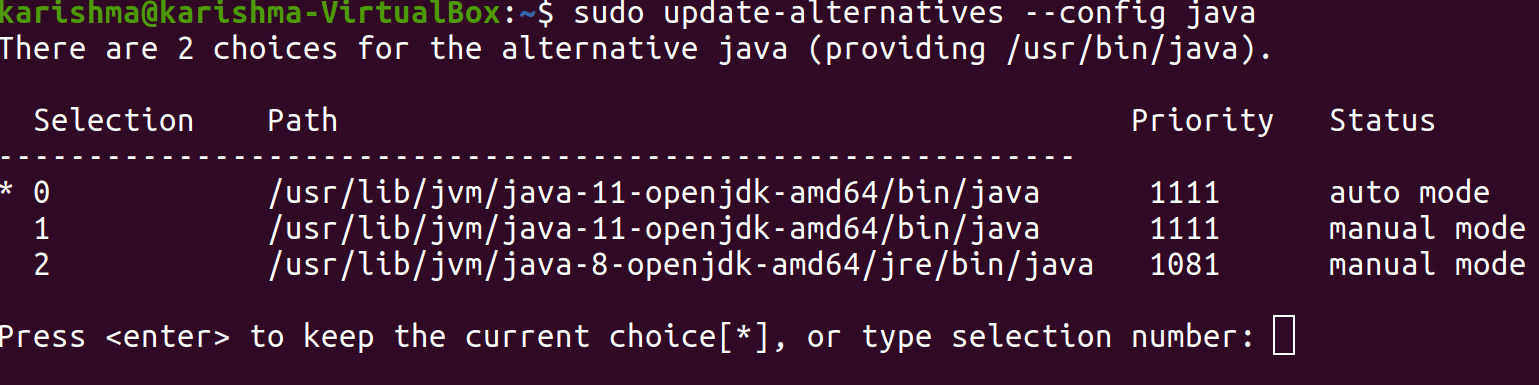 karishma@karishma-VirtualBox:~$ sudo update-alternatives --config java
There are 2 choices for the alternative java (providing /usr/bin/java).
  Selection    Path                                            Priority   Status
------------------------------------------------------------
* 0            /usr/lib/jvm/java-11-openjdk-amd64/bin/java      1111      auto mode
  1            /usr/lib/jvm/java-11-openjdk-amd64/bin/java      1111      manual mode
  2            /usr/lib/jvm/java-8-openjdk-amd64/jre/bin/java   1081      manual mode
Press <enter> to keep the current choice[*], or type selection number: